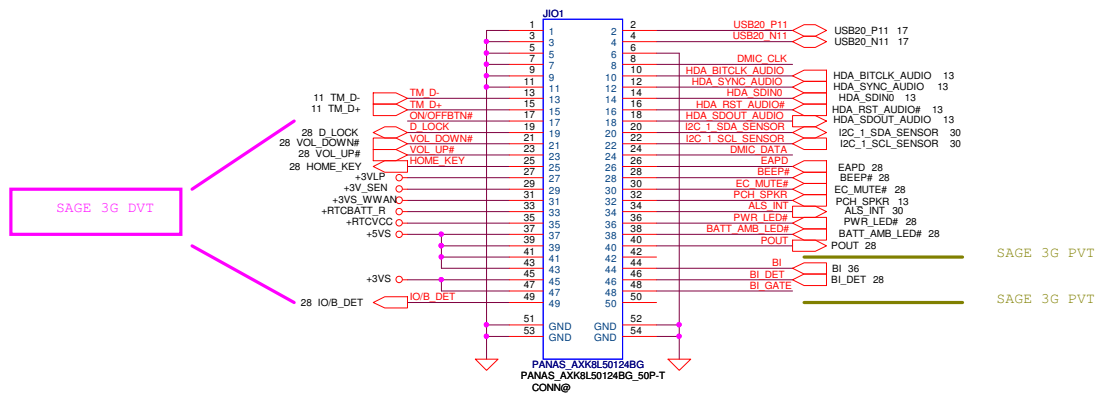 JIO1
1 1 2 2 USB20_P11 USB20_P11 17
3 3 4 4 USB20_N11 USB20_N11 17
5 5 6 6
7 7 8 8 DMIC_CLK
9 9 10 10 HDA_BITCLK_AUDIO HDA_BITCLK_AUDIO 13
11 11 12 12 HDA_SYNC_AUDIO HDA_SYNC_AUDIO 13
11 TM_D- TM_D- 13 13 14 14 HDA_SDIN0 HDA_SDIN0 13
11 TM_D+ TM_D+ 15 15 16 16 HDA_RST_AUDIO# HDA_RST_AUDIO# 13
ON/OFFBTN# 17 17 18 18 HDA_SDOUT_AUDIO HDA_SDOUT_AUDIO 13
28 D_LOCK D_LOCK 19 19 20 20 I2C_1_SDA_SENSOR I2C_1_SDA_SENSOR 30
28 VOL_DOWN# VOL_DOWN# 21 21 22 22 I2C_1_SCL_SENSOR I2C_1_SCL_SENSOR 30
28 VOL_UP# VOL_UP# 23 23 24 24 DMIC_DATA
28 HOME_KEY HOME_KEY 25 25 26 26 EAPD EAPD 28
+3VLP 27 27 28 28 BEEP# BEEP# 28
+3V_SEN 29 29 30 30 EC_MUTE# EC_MUTE# 28
+3VS_WWAN 31 31 32 32 PCH_SPKR PCH_SPKR 13
+RTCBATT_R 33 33 34 34 ALS_INT ALS_INT 30
+RTCVCC 35 35 36 36 PWR_LED# PWR_LED# 28
+5VS 37 37 38 38 BATT_AMB_LED# BATT_AMB_LED# 28
39 39 40 40 POUT POUT 28
41 41 42 42
43 43 44 44 BI BI 36
+3VS 45 45 46 46 BI_DET BI_DET 28
47 47 48 48 BI_GATE
28 IO/B_DET IO/B_DET 49 49 50 50
51 GND GND 52
53 GND GND 54
PANAS_AXK8L50124BG
PANAS_AXK8L50124BG_50P-T
CONN@
SAGE 3G DVT
SAGE 3G PVT
SAGE 3G PVT